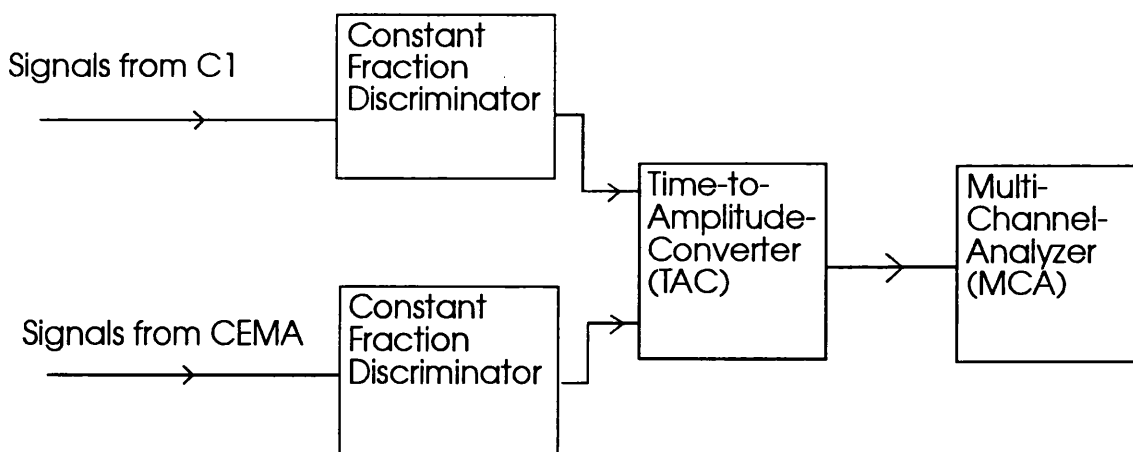 Signals from C1
Constant
Fraction
Discriminator
Time-to-
Amplitude-
Converter
(TAC)
Multi-
Channel-
Analyzer
(MCA)
Signals from CEMA
Constant
Fraction
Discriminator